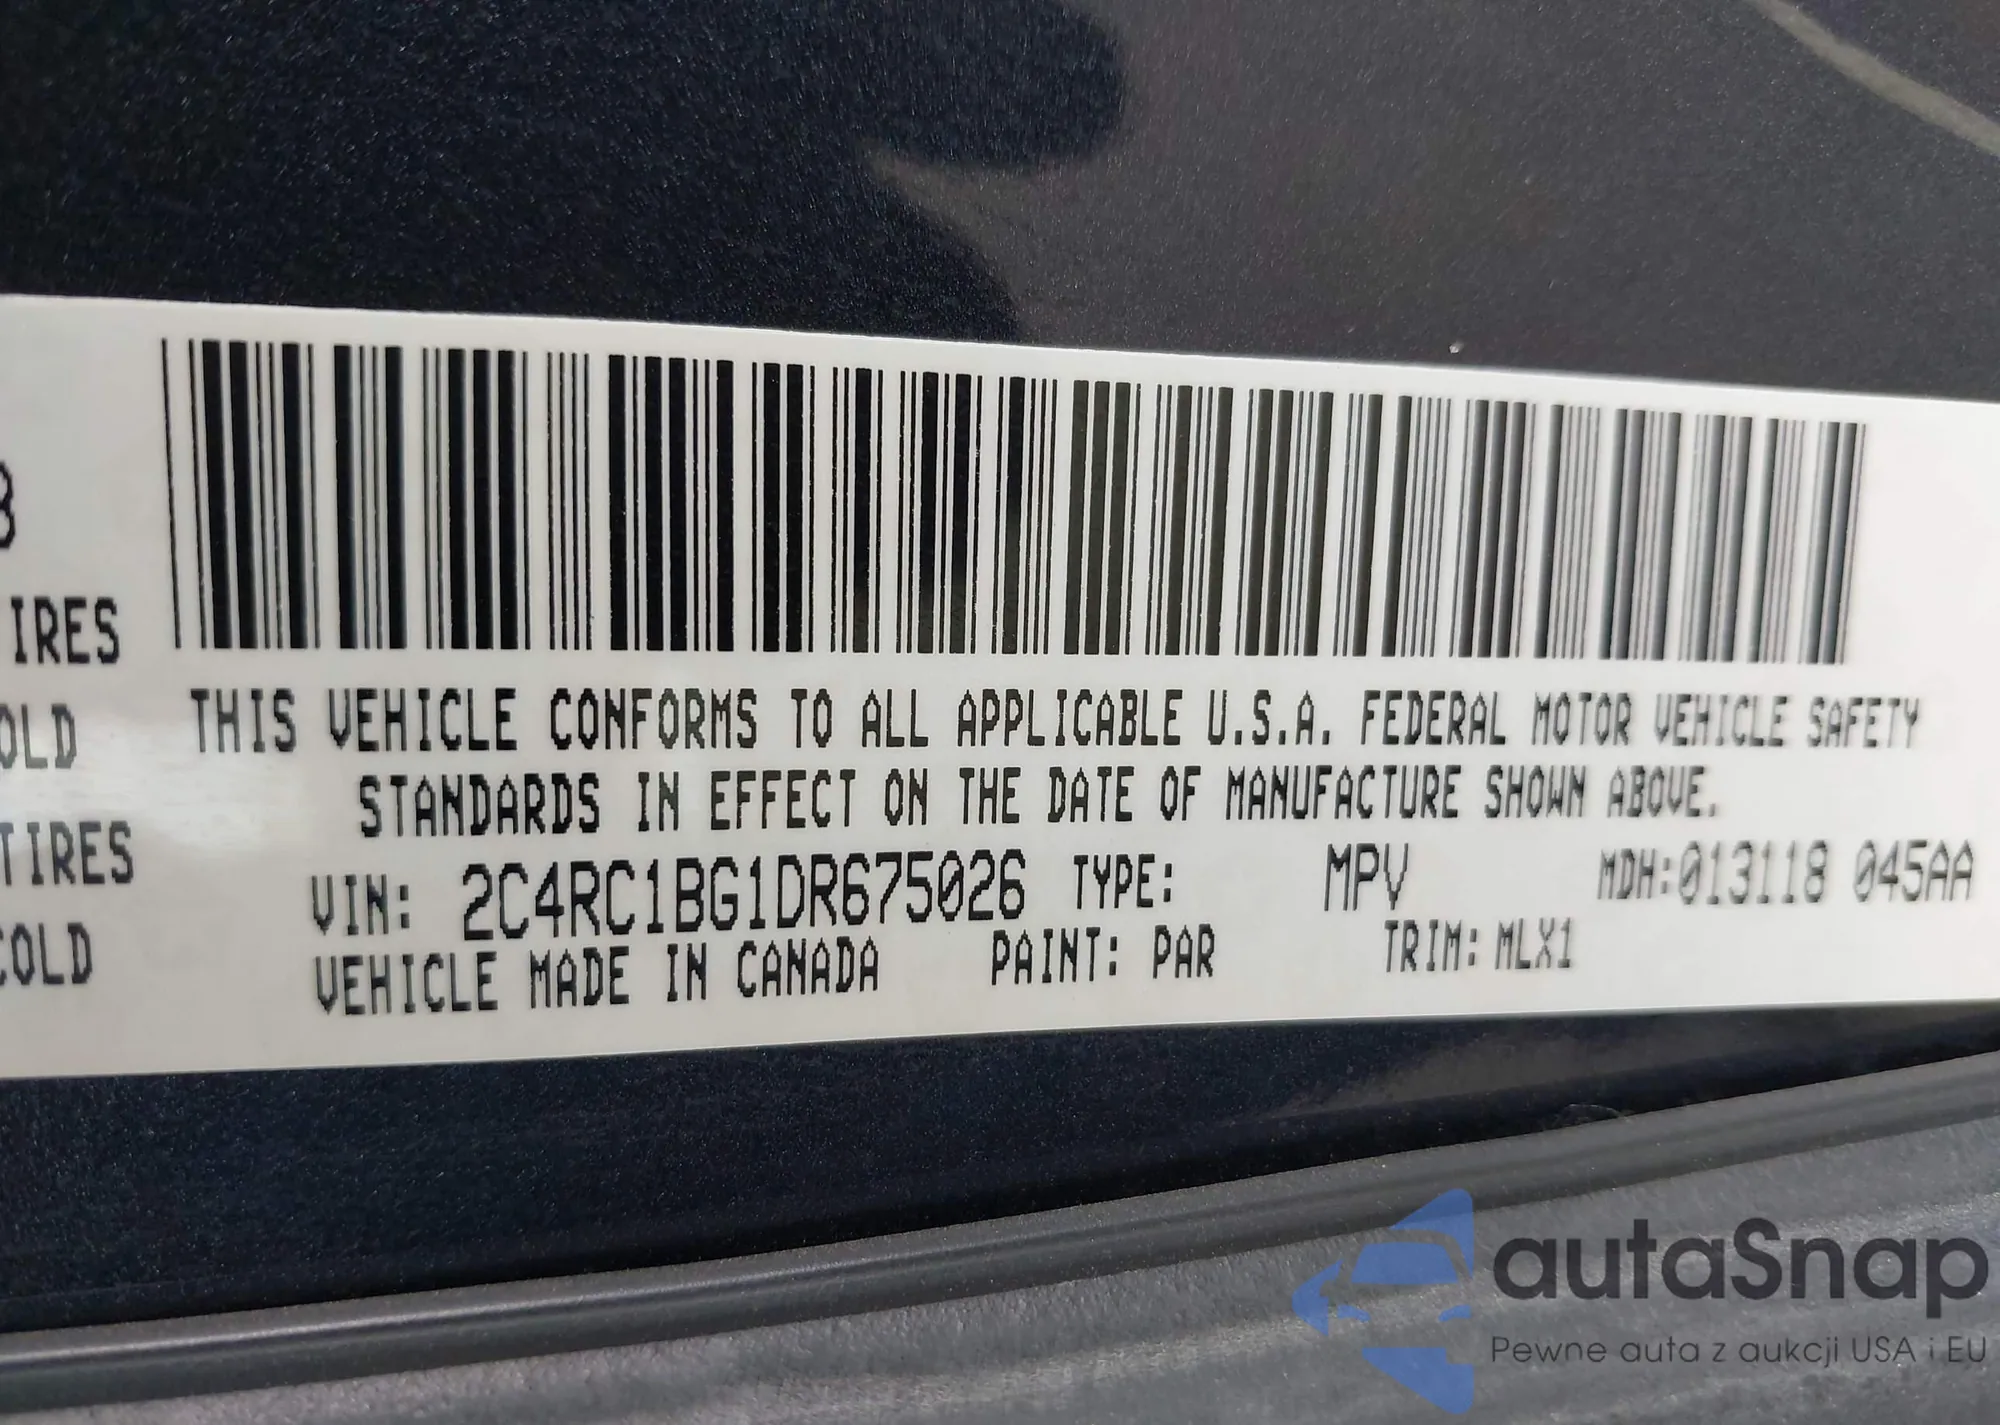 8
IRES
OLD
TIRES
COLD
THIS VEHICLE CONFORMS TO ALL APPLICABLE U.S.A. FEDERAL MOTOR VEHICLE SAFETY
STANDARDS IN EFFECT ON THE DATE OF MANUFACTURE SHOWN ABOVE.
VIN: 2C4RC1BG1DR675026 TYPE: MPV MDH:013118 045AA
VEHICLE MADE IN CANADA PAINT: PAR TRIM: MLX1
autaSnap
Pewne auta z aukcji USA i EU